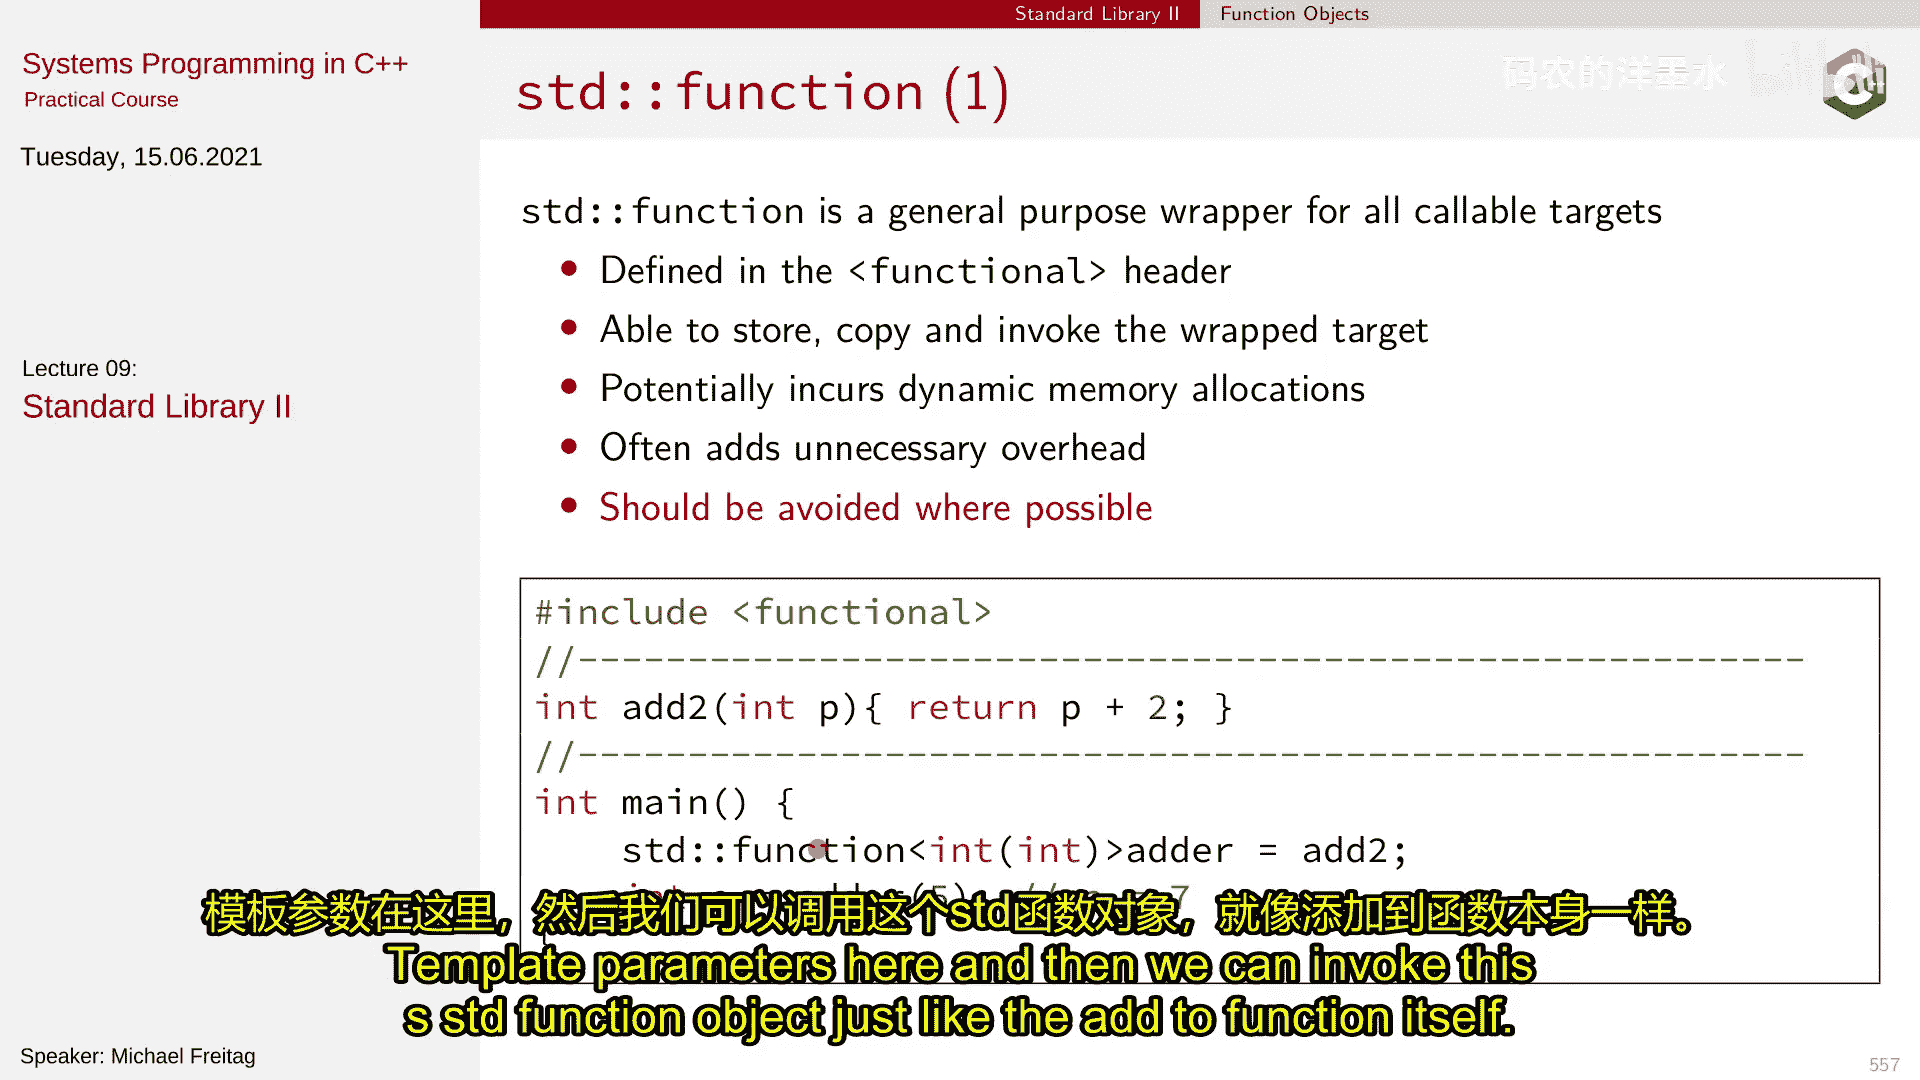 Standard Library II Function Objects
Systems Programming in C++
Practical Course
Tuesday, 15.06.2021
Lecture 09:
Standard Library II
Speaker: Michael Freitag
std::function (1)
码农的洋墨水
std::function is a general purpose wrapper for all callable targets
• Defined in the <functional> header
• Able to store, copy and invoke the wrapped target
• Potentially incurs dynamic memory allocations
• Often adds unnecessary overhead
• Should be avoided where possible
#include <functional>
//---------------------------------------------------------
int add2(int p){ return p + 2; }
//---------------------------------------------------------
int main() {
std::function<int(int)>adder = add2;
模板参数在这里，然后我们可以调用这个std函数对象，就像添加到函数本身一样。
Template parameters here and then we can invoke this
s std function object just like the add to function itself.
557